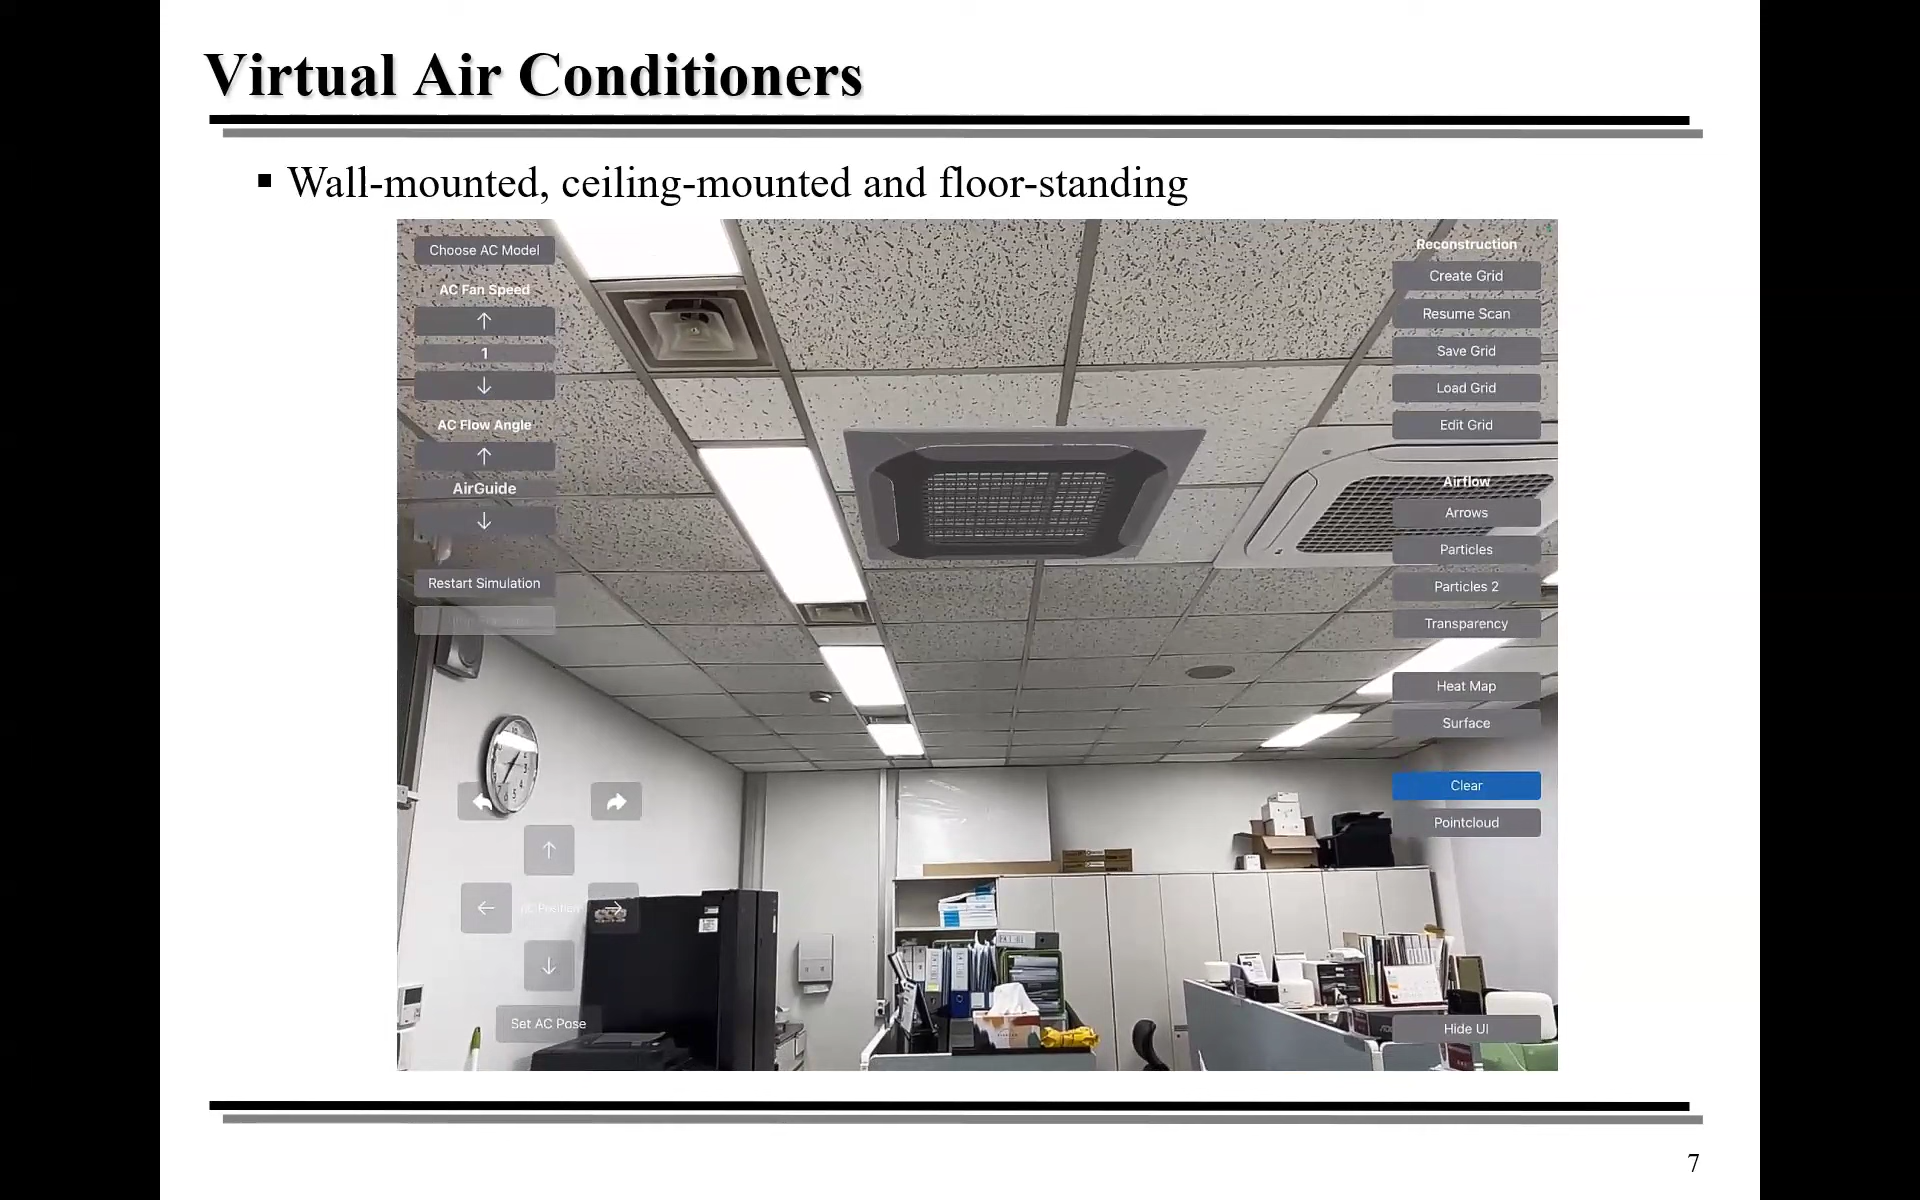 Virtual Air Conditioners
▪ Wall-mounted, ceiling-mounted and floor-standing
Choose AC Model
AC Fan Speed
↑
1
↓
AC Flow Angle
↑
AirGuide
↓
Restart Simulation
↑
←
AC Position
→
↓
Set AC Pose
Reconstruction
Create Grid
Resume Scan
Save Grid
Load Grid
Edit Grid
Airflow
Arrows
Particles
Particles 2
Transparency
Heat Map
Surface
Clear
Pointcloud
Hide UI
7